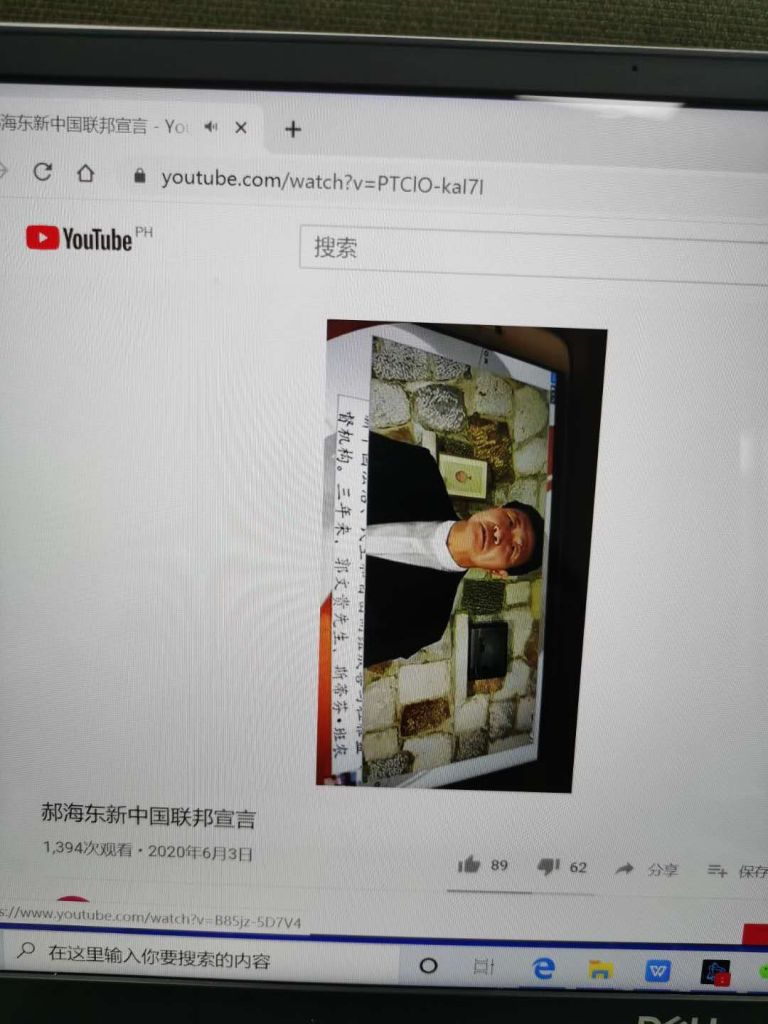 海东新中国联邦宣言 - You
youtube.com/watch?v=PTClO-kaI7I
YouTube PH
搜索
督机构。三年来，郭文贵先生、斯蒂芬•班农
郝海东新中国联邦宣言
1,394次观看 • 2020年6月3日
89 62 分享 保存
s://www.youtube.com/watch?v=B85jz-5D7V4
在这里输入你要搜索的内容
DELL